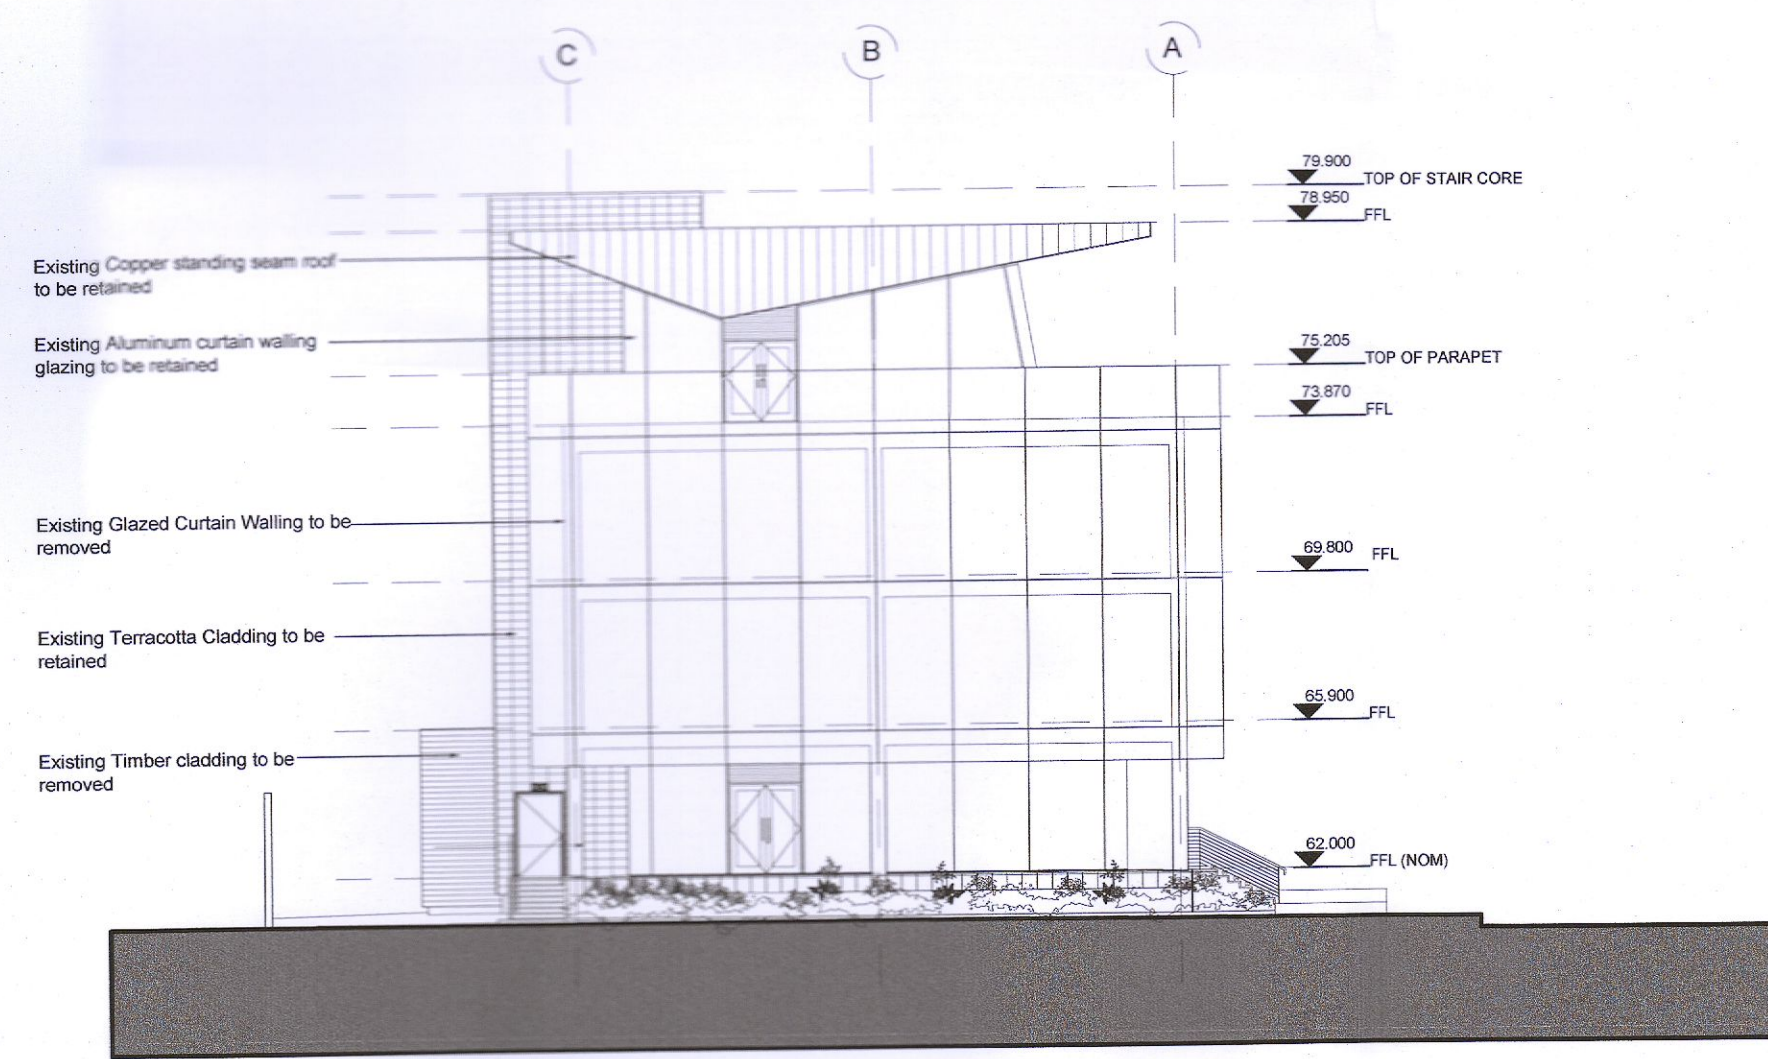 C
B
A
79.900
TOP OF STAIR CORE
78.950
FFL
Existing Copper standing seam roof
to be retained
Existing Aluminum curtain walling
glazing to be retained
75.205
TOP OF PARAPET
73.870
FFL
Existing Glazed Curtain Walling to be
removed
69.800
FFL
Existing Terracotta Cladding to be
retained
65.900
FFL
Existing Timber cladding to be
removed
62.000
FFL (NOM)